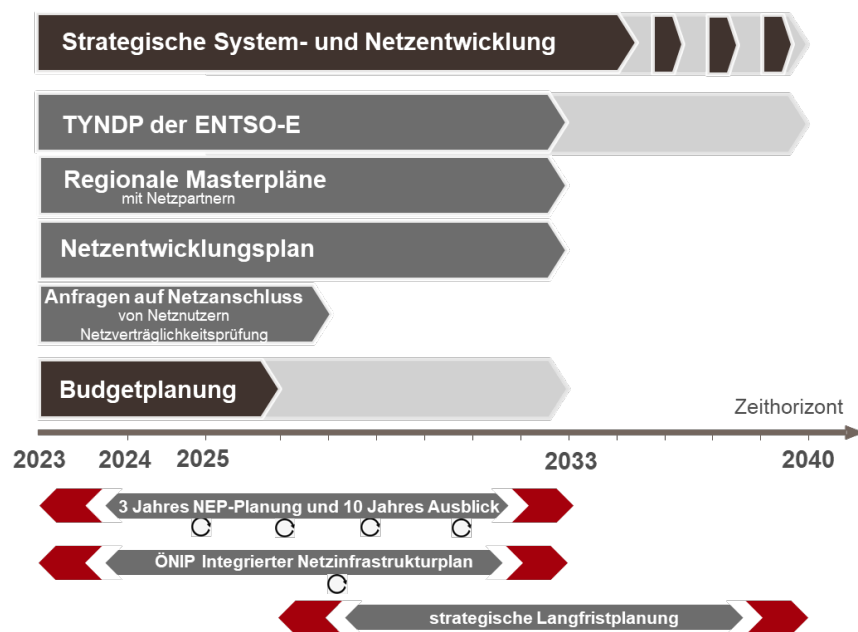 Strategische System- und Netzentwicklung
TYNDP der ENTSO-E
Regionale Masterpläne
mit Netzpartnern
Netzentwicklungsplan
Anfragen auf Netzanschluss
von Netznutzern
Netzverträglichkeitsprüfung
Budgetplanung
Zeithorizont
2023 2024 2025 2033 2040
3 Jahres NEP-Planung und 10 Jahres Ausblick
ÖNIP Integrierter Netzinfrastrukturplan
strategische Langfristplanung